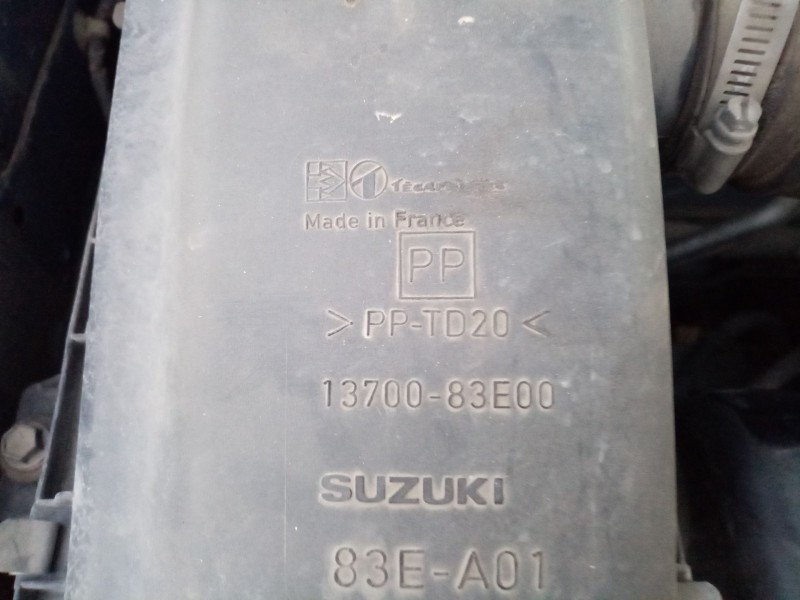 Made in France
PP
>PP-TD20<
13700-83E00
SUZUKI
83E-A01